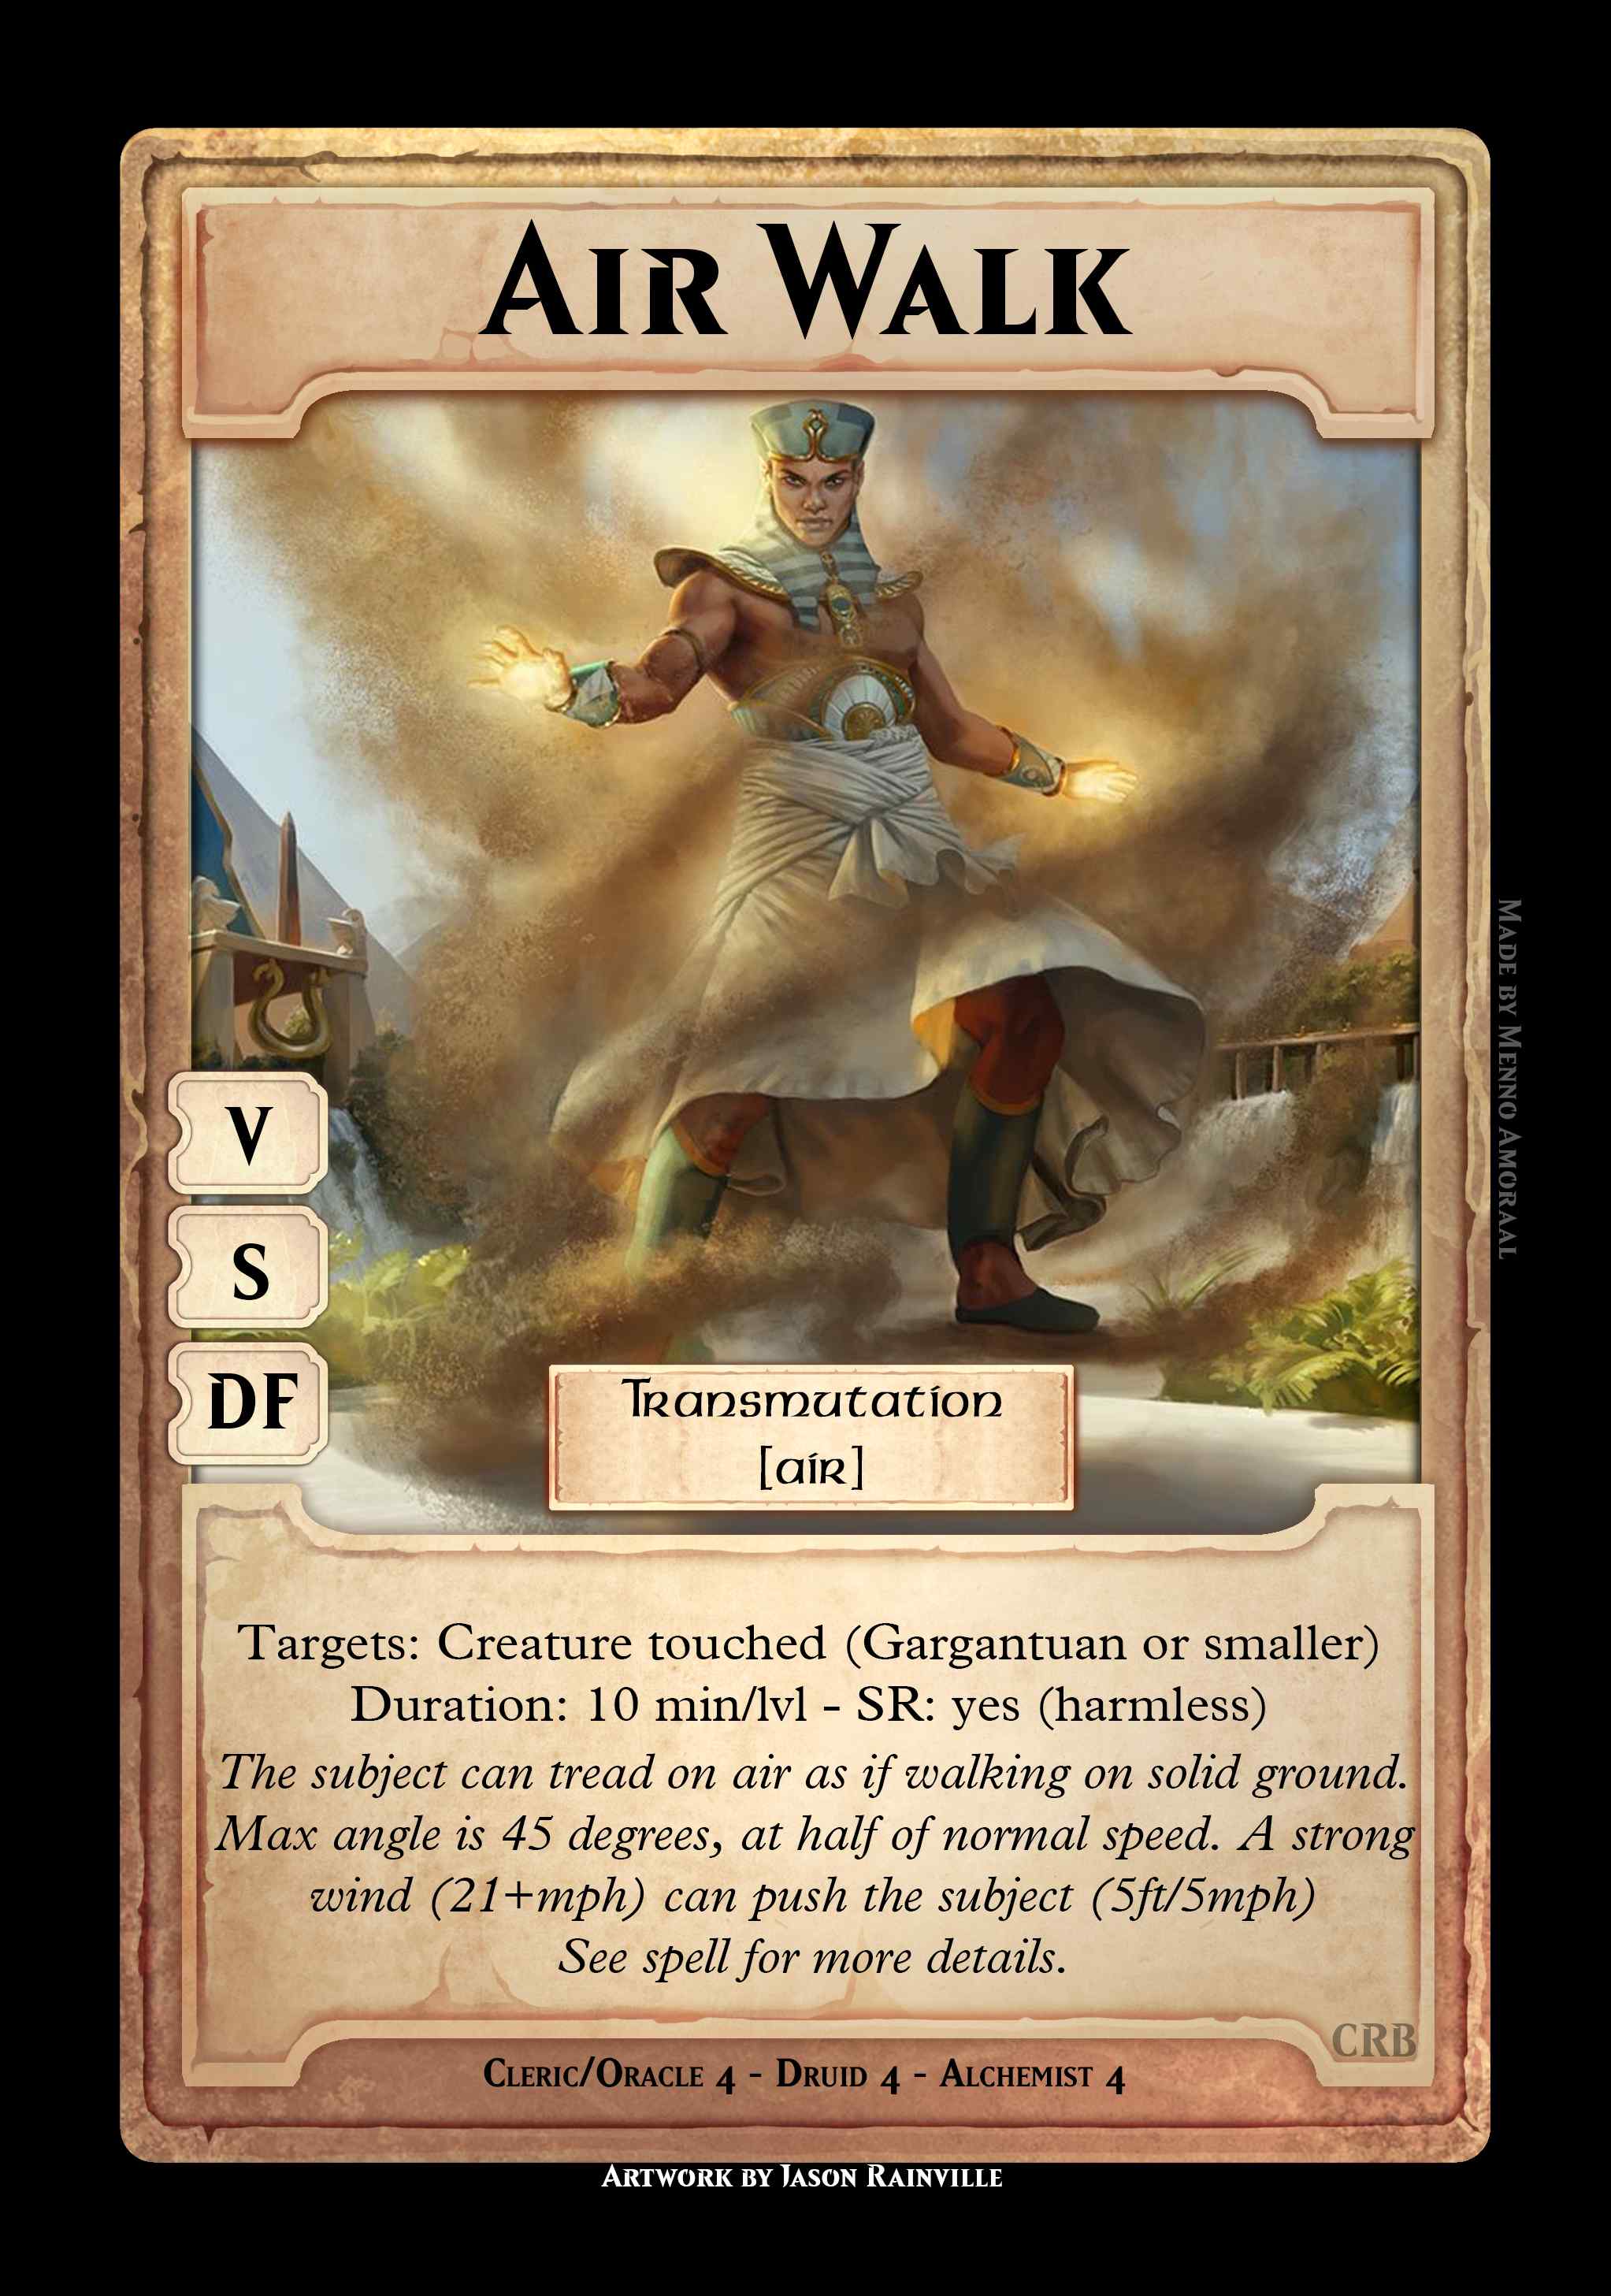 Air Walk
V
S
DF
Transmutation
[air]
Targets: Creature touched (Gargantuan or smaller)
Duration: 10 min/lvl - SR: yes (harmless)
The subject can tread on air as if walking on solid ground.
Max angle is 45 degrees, at half of normal speed. A strong
wind (21+mph) can push the subject (5ft/5mph)
See spell for more details.
CRB
Cleric/Oracle 4 - Druid 4 - Alchemist 4
Artwork by Jason Rainville
Made by Menno Amoraal